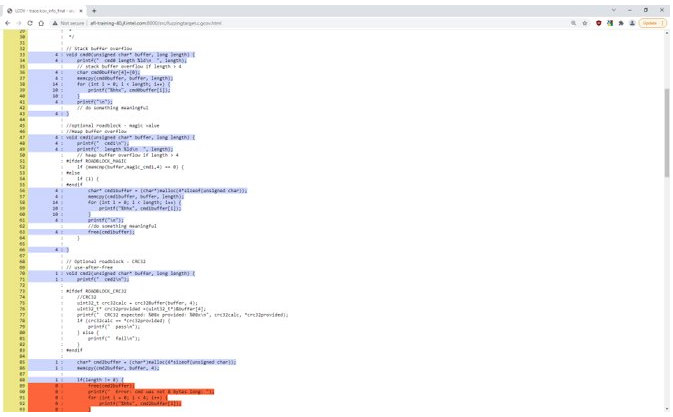 LCOV - trace.lcov_info_final - src
Not secure
Update
29 : *
30 : */
31 :
32 : // Stack buffer overflow
33 4 : void cmd0(unsigned char* buffer, long length) {
34 4 : printf(" cmd0 length %ld\n ", length);
35 : // stack buffer overflow if length > 4
36 4 : char cmd0buffer[4]={0};
37 4 : memcpy(cmd0buffer, buffer, length);
38 14 : for (int i = 0; i < length; i++) {
39 10 : printf("%hhx", cmd0buffer[i]);
40 10 : }
41 4 : printf("\n");
42 : // do something meaningful
43 4 : }
44 :
45 : //optional roadblock - magic value
46 : //Heap buffer overflow
47 4 : void cmd1(unsigned char* buffer, long length) {
48 4 : printf(" cmd1\n");
49 4 : printf(" length %ld\n ", length);
50 : // heap buffer overflow if length > 4
51 : #ifdef ROADBLOCK_MAGIC
52 : if (memcmp(buffer,magic_cmd1,4) == 0) {
53 : #else
54 : if (1) {
55 : #endif
56 4 : char* cmd1buffer = (char*)malloc(4*sizeof(unsigned char));
57 4 : memcpy(cmd1buffer, buffer, length);
58 14 : for (int i = 0; i < length; i++) {
59 10 : printf("%hhx", cmd1buffer[i]);
60 10 : }
61 4 : printf("\n");
62 : //do something meaningful
63 4 : free(cmd1buffer);
64 : }
65 :
66 4 : }
67 :
68 : // Optional roadblock - CRC32
69 : // use-after-free
70 1 : void cmd2(unsigned char* buffer, long length) {
71 1 : printf(" cmd2\n");
72 :
73 : #ifdef ROADBLOCK_CRC32
74 : //CRC32
75 : uint32_t crc32calc = crc32buffer(buffer, 4);
76 : uint32_t* crc32provided =(uint32_t*)&buffer[4];
77 : printf(" CRC32 expected: %08x provided: %08x\n", crc32calc, *crc32provided);
78 : if (crc32calc == *crc32provided) {
79 : printf(" pass\n");
80 : } else {
81 : printf(" fail\n");
82 : }
83 : #endif
84 :
85 1 : char* cmd2buffer = (char*)malloc(4*sizeof(unsigned char));
86 1 : memcpy(cmd2buffer, buffer, 4);
87 :
88 1 : if(length != 8) {
89 0 : free(cmd2buffer);
90 0 : printf(" Error: cmd was not 8 bytes long: ");
91 0 : for (int i = 0; i < 4; i++) {
92 0 : printf("%hhx", cmd2buffer[i]);
93 0 : }